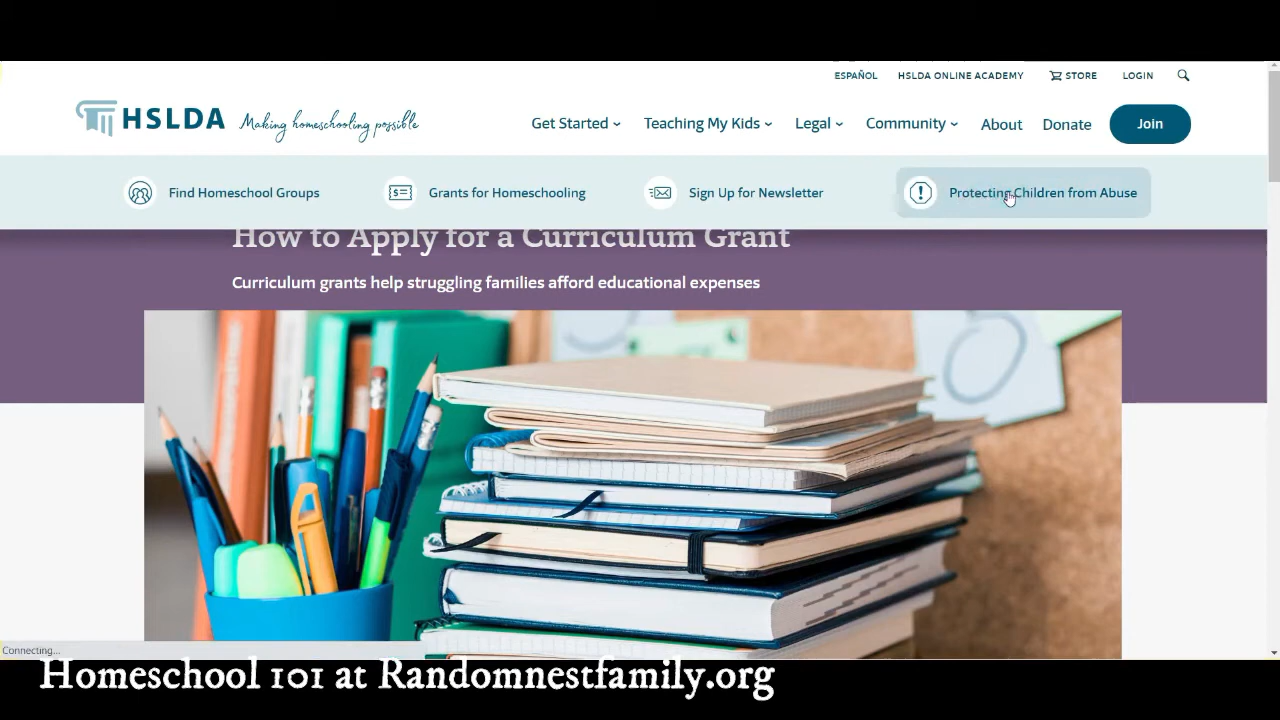 ESPAÑOL HSLDA ONLINE ACADEMY STORE LOGIN
HSLDA Making homeschooling possible Get Started Teaching My Kids Legal Community About Donate Join
Find Homeschool Groups Grants for Homeschooling Sign Up for Newsletter Protecting Children from Abuse
How to Apply for a Curriculum Grant
Curriculum grants help struggling families afford educational expenses
Connecting...
Homeschool 101 at Randomnestfamily.org